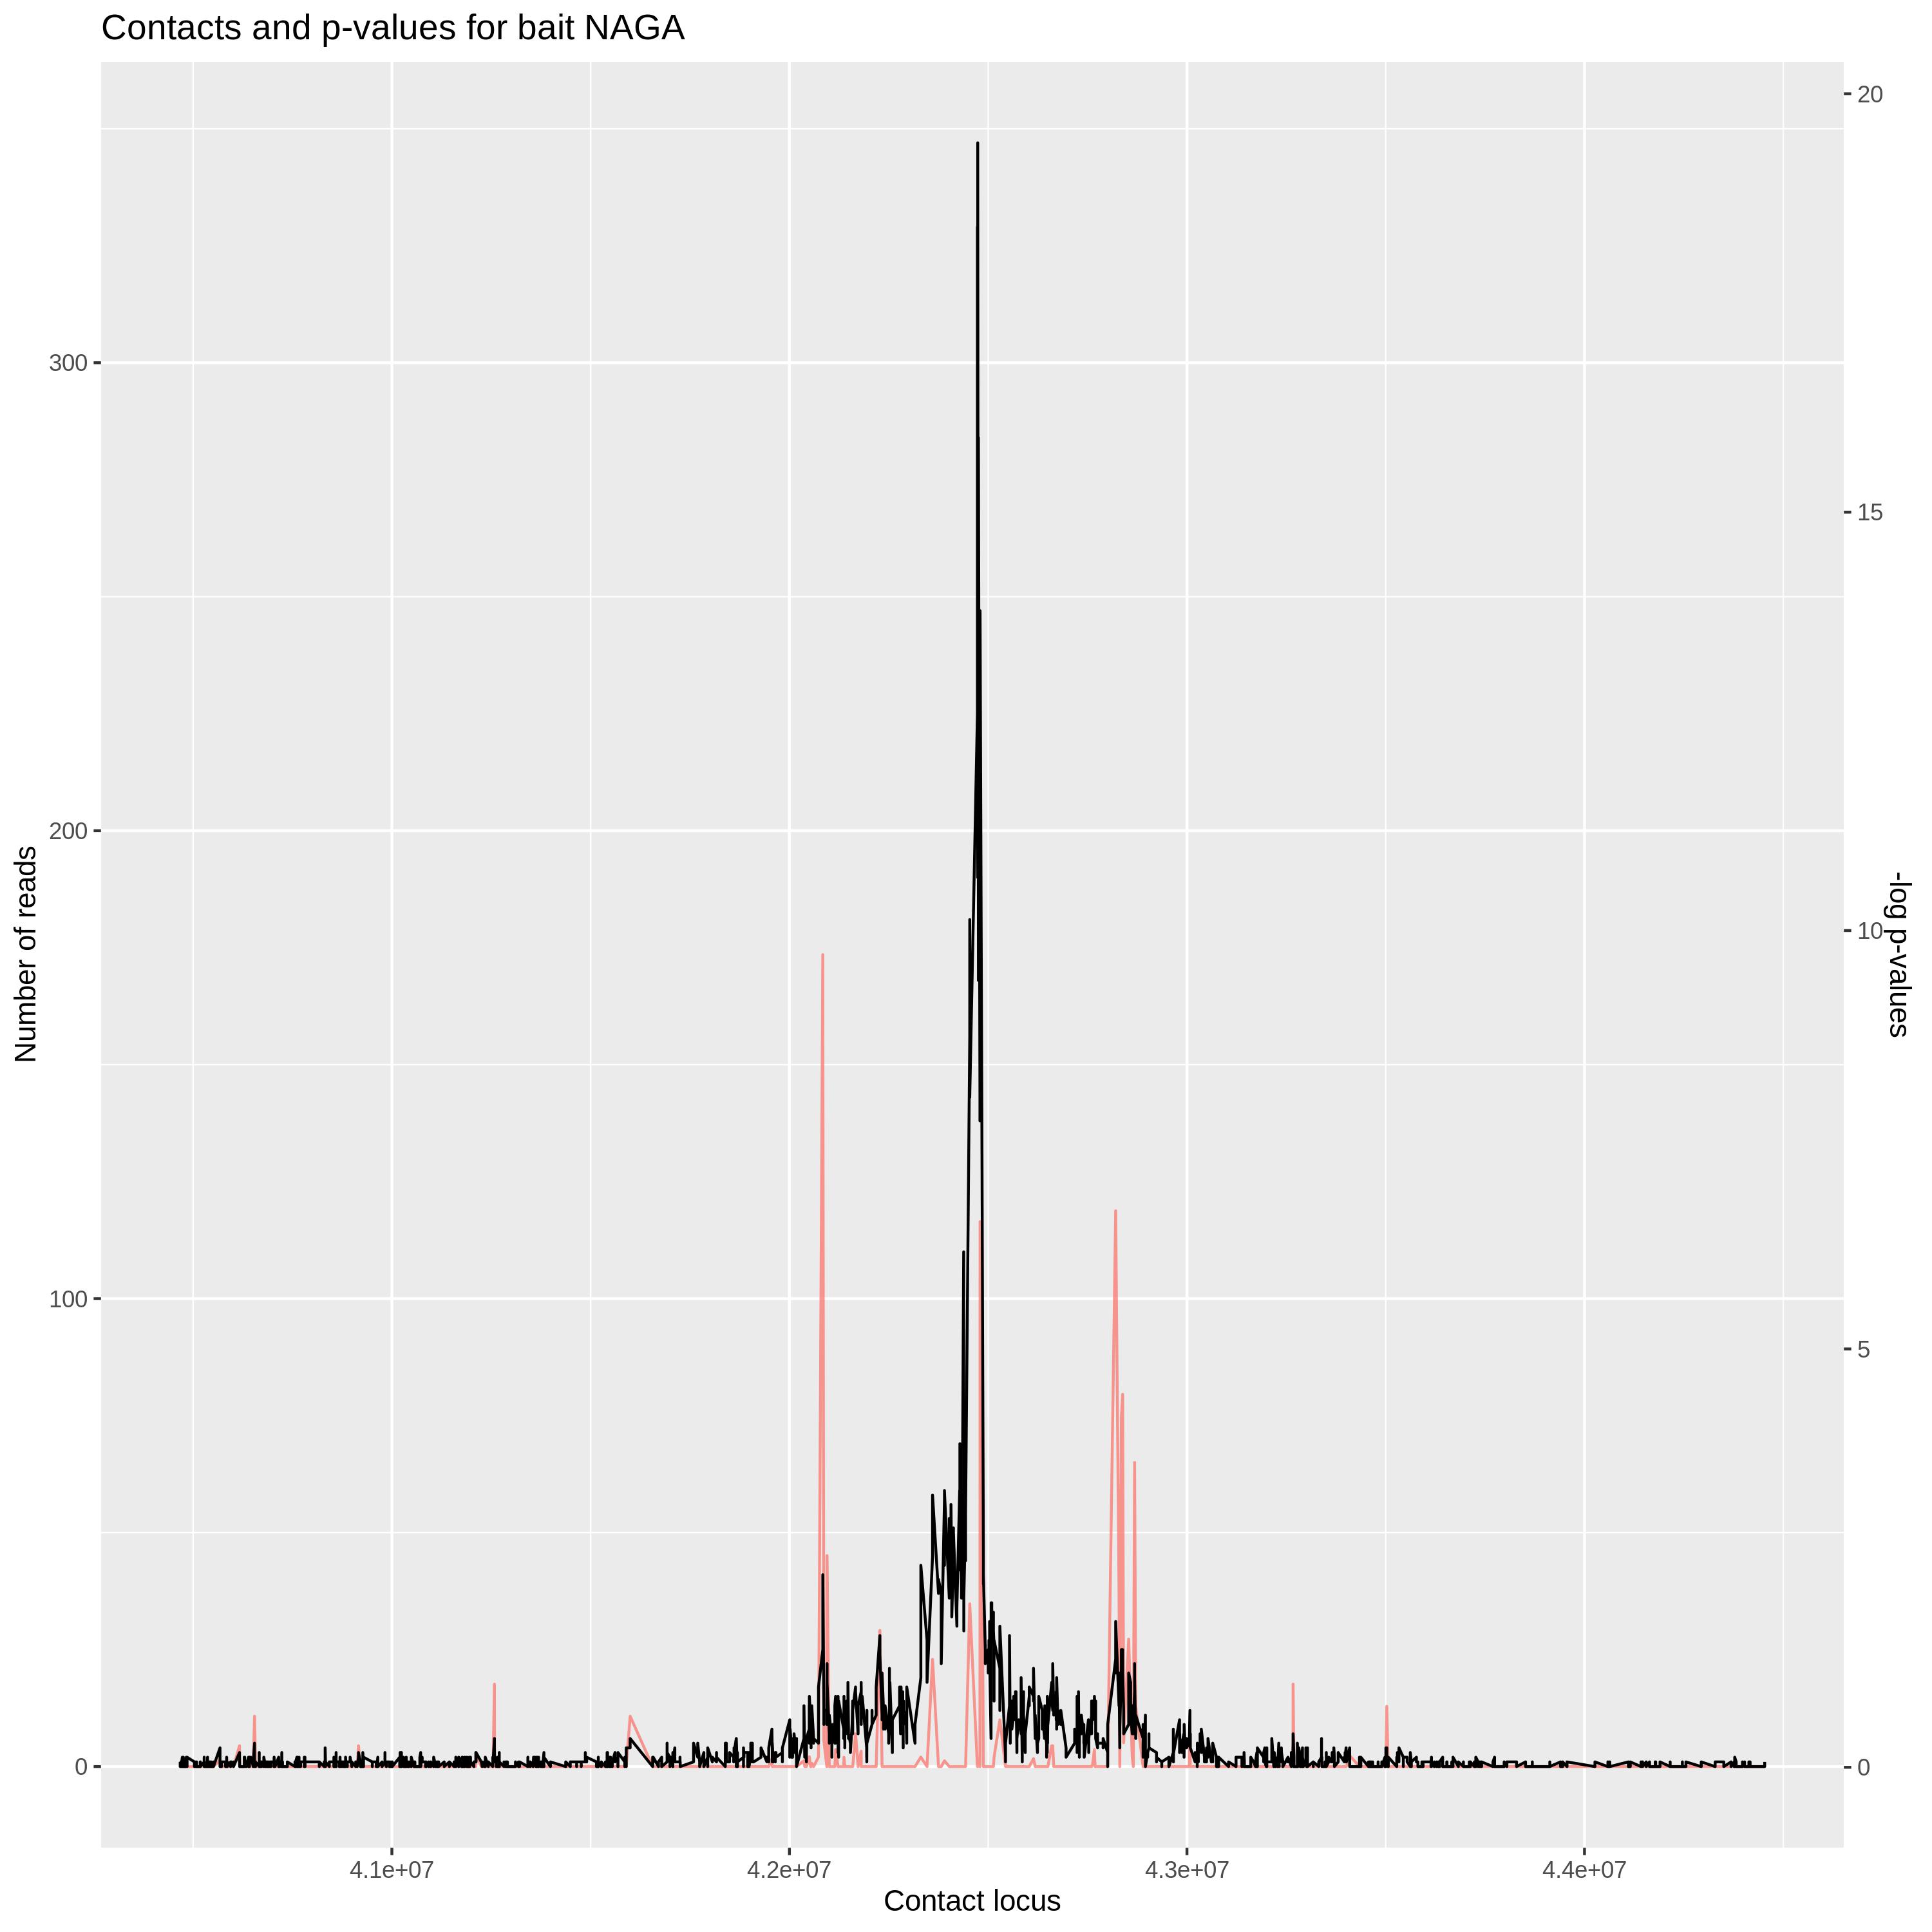 Contacts and p-values for bait NAGA
Number of reads
300
200
100
0
20
15
10
5
0
-log p-values
4.1e+07
4.2e+07
4.3e+07
4.4e+07
Contact locus